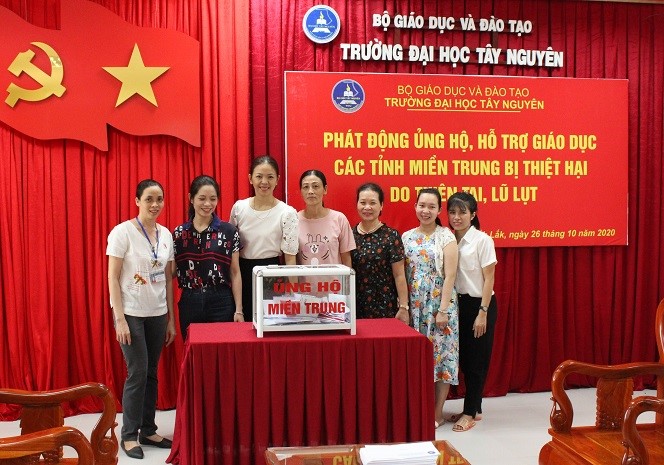 BỘ GIÁO DỤC VÀ ĐÀO TẠO
TRƯỜNG ĐẠI HỌC TÂY NGUYÊN
BỘ GIÁO DỤC VÀ ĐÀO TẠO
TRƯỜNG ĐẠI HỌC TÂY NGUYÊN
PHÁT ĐỘNG ỦNG HỘ, HỖ TRỢ GIÁO DỤC
CÁC TỈNH MIỀN TRUNG BỊ THIỆT HẠI
DO THIÊN TAI, LŨ LỤT
Lắk, ngày 26 tháng 10 năm 2020
ỦNG HỘ
MIỀN TRUNG